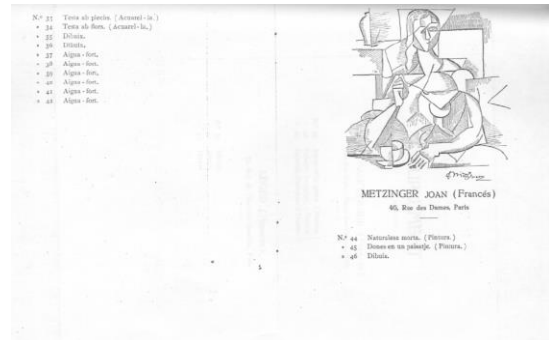 N.º 33 Testa ab pinta. (Acuarel-la.)
» 34 Testa ab flors. (Acuarel-la.)
» 35 Dibuix.
» 36 Dibuix.
» 37 Aigua-fort.
» 38 Aigua-fort.
» 39 Aigua-fort.
» 40 Aigua-fort.
» 41 Aigua-fort.
» 42 Aigua-fort.
METZINGER JOAN (Francés)
40, Rue des Dames, Paris
N.º 44 Naturalesa morta. (Pintura.)
» 45 Dones en un paisatje. (Pintura.)
» 46 Dibuix.